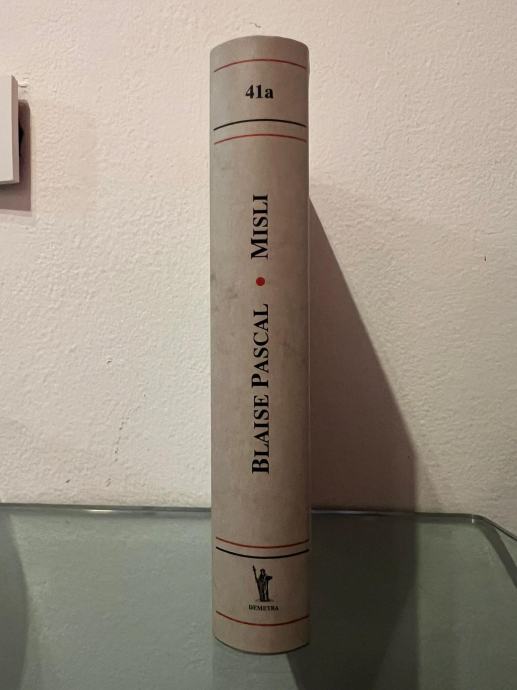 41a
BLAISE PASCAL • MISLI
DEMETRA